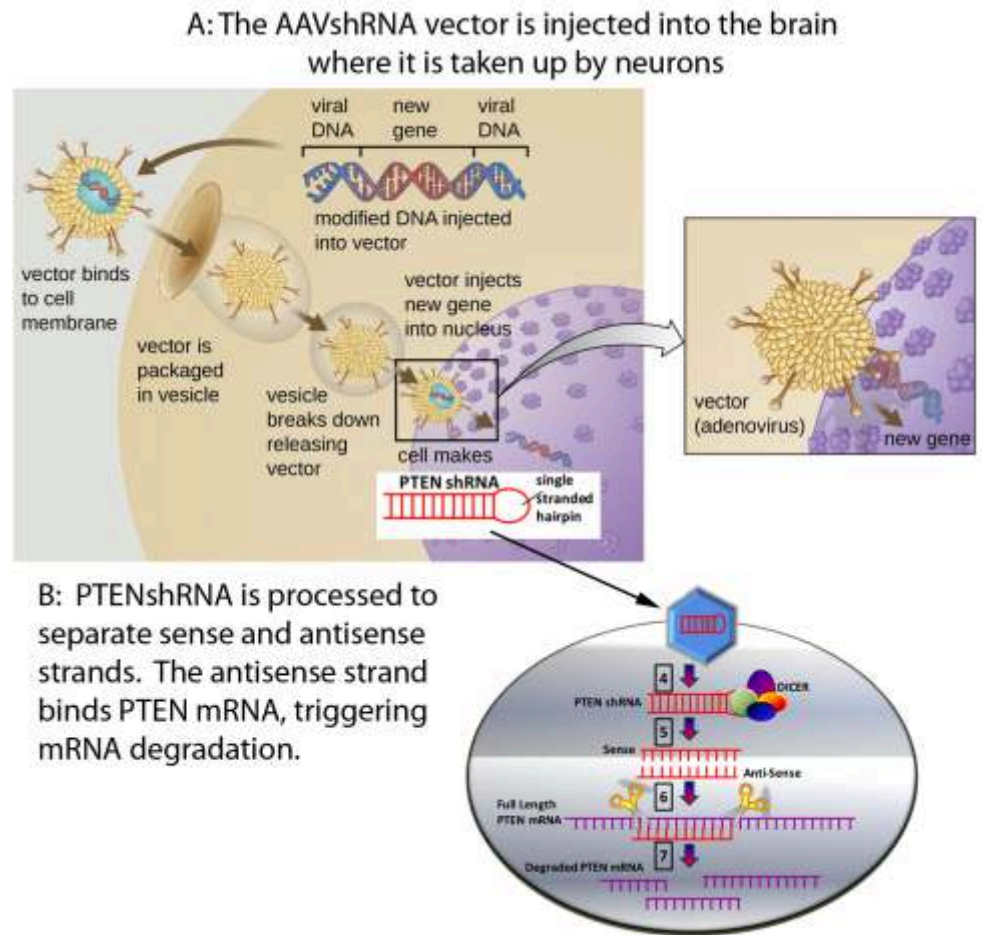 A: The AAVshRNA vector is injected into the brain
where it is taken up by neurons
viral
DNA
new
gene
viral
DNA
modified DNA injected
into vector
vector binds
to cell
membrane
vector is
packaged
in vesicle
vesicle
breaks down
releasing
vector
vector injects
new gene
into nucleus
cell makes
PTEN shRNA
single
stranded
hairpin
vector
(adenovirus)
new gene
B: PTENshRNA is processed to
separate sense and antisense
strands. The antisense strand
binds PTEN mRNA, triggering
mRNA degradation.
4
PTEN shRNA
DICER
5
Sense
Anti-Sense
6
Full Length
PTEN mRNA
7
Degraded PTEN mRNA